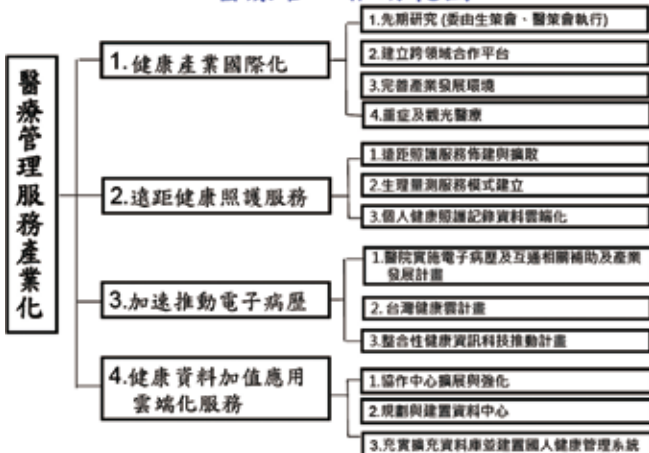 醫療管理服務產業化
1.健康產業國際化
1.先期研究 (委由生策會、醫策會執行)
2.建立跨領域合作平台
3.完善產業發展環境
4.重症及觀光醫療
2.遠距健康照護服務
1.遠距照護服務佈建與擴散
2.生理量測服務模式建立
3.個人健康照護記錄資料雲端化
3.加速推動電子病歷
1.醫院實施電子病歷及互通相關補助及產業
發展計畫
2.台灣健康雲計畫
3.整合性健康資訊科技推動計畫
4.健康資料加值應用
雲端化服務
1.協作中心擴展與強化
2.規劃與建置資料中心
3.充實擴充資料庫並建置國人健康管理系統